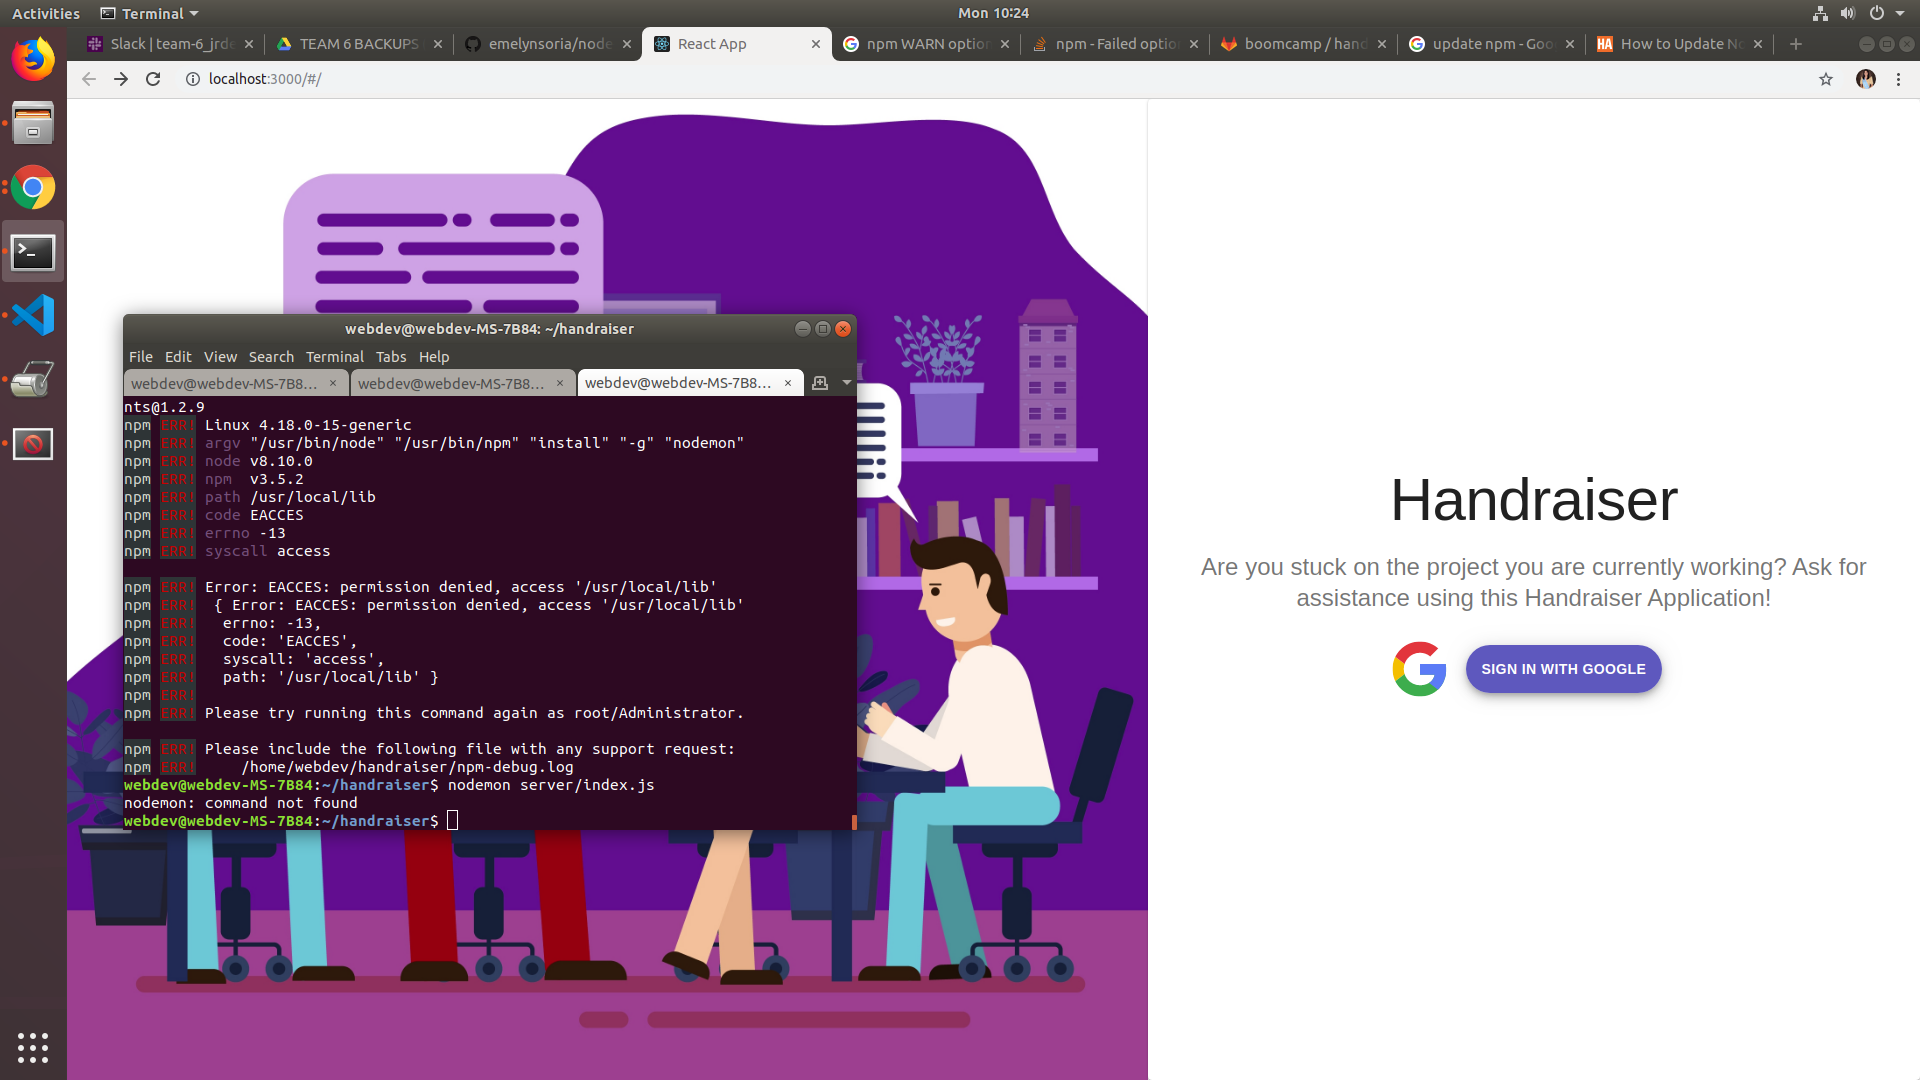 Activities
Terminal
Mon 10:24
Slack | team-6_jrde
TEAM 6 BACKUPS
emelynsoria/node
React App
npm WARN option
npm - Failed optio
boomcamp / hand
update npm - Goo
HA How to Update No
localhost:3000/#/
webdev@webdev-MS-7B84: ~/handraiser
File Edit View Search Terminal Tabs Help
webdev@webdev-MS-7B8...
webdev@webdev-MS-7B8...
webdev@webdev-MS-7B8...
nts@1.2.9
npm ERR! Linux 4.18.0-15-generic
npm ERR! argv "/usr/bin/node" "/usr/bin/npm" "install" "-g" "nodemon"
npm ERR! node v8.10.0
npm ERR! npm  v3.5.2
npm ERR! path /usr/local/lib
npm ERR! code EACCES
npm ERR! errno -13
npm ERR! syscall access
npm ERR! Error: EACCES: permission denied, access '/usr/local/lib'
npm ERR!  { Error: EACCES: permission denied, access '/usr/local/lib'
npm ERR!   errno: -13,
npm ERR!   code: 'EACCES',
npm ERR!   syscall: 'access',
npm ERR!   path: '/usr/local/lib' }
npm ERR!
npm ERR! Please try running this command again as root/Administrator.
npm ERR! Please include the following file with any support request:
npm ERR!     /home/webdev/handraiser/npm-debug.log
webdev@webdev-MS-7B84:~/handraiser$ nodemon server/index.js
nodemon: command not found
webdev@webdev-MS-7B84:~/handraiser$
Handraiser
Are you stuck on the project you are currently working? Ask for
assistance using this Handraiser Application!
SIGN IN WITH GOOGLE